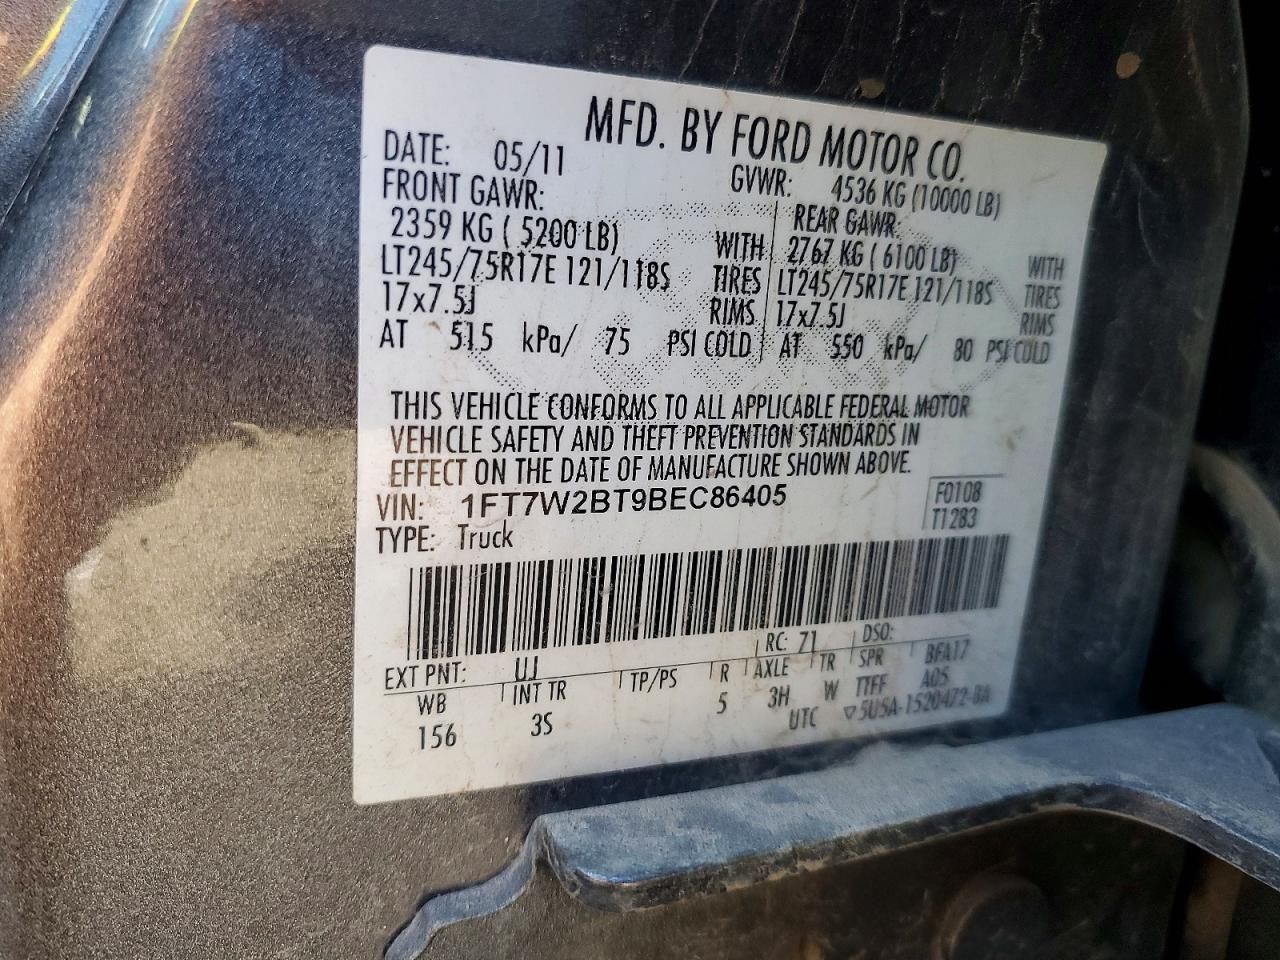 MFD. BY FORD MOTOR CO.
DATE: 05/11 GVWR: 4536 KG (10000 LB)
FRONT GAWR: REAR GAWR:
2359 KG ( 5200 LB) WITH 2767 KG ( 6100 LB) WITH
LT245/75R17E 121/118S TIRES LT245/75R17E 121/118S TIRES
17x7.5J RIMS 17x7.5J RIMS
AT 515 kPa/ 75 PSI COLD AT 550 kPa/ 80 PSI COLD
THIS VEHICLE CONFORMS TO ALL APPLICABLE FEDERAL MOTOR
VEHICLE SAFETY AND THEFT PREVENTION STANDARDS IN
EFFECT ON THE DATE OF MANUFACTURE SHOWN ABOVE.
VIN: 1FT7W2BT9BEC86405 F0108
TYPE: Truck T1283
EXT PNT: UJ RC: 71 DSO:
WB INT TR TP/PS R AXLE TR SPR BFA17
156 3S 5 3H W TTFF A05
UTC ▽5USA-1520472-BA